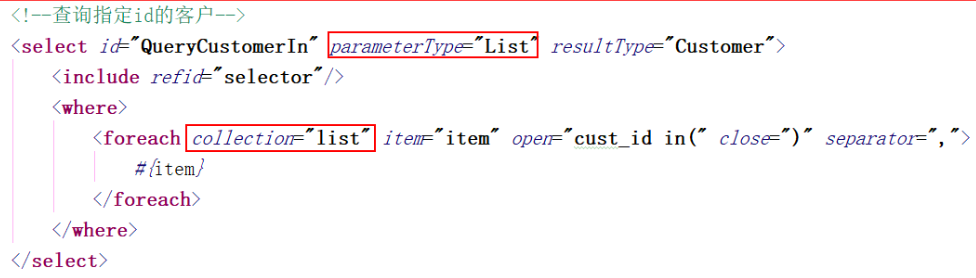 <!--查询指定id的客户-->
<select id="QueryCustomerIn" parameterType="List" resultType="Customer">
<include refid="selector"/>
<where>
<foreach collection="list" item="item" open="cust_id in(" close=")" separator=",">
#{item}
</foreach>
</where>
</select>